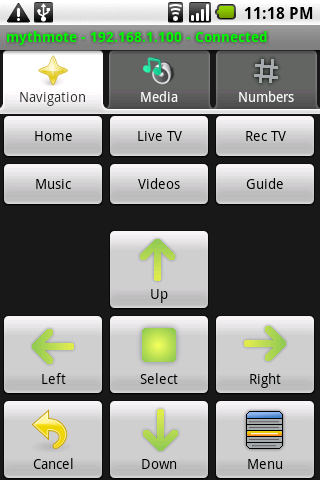 11:18 PM
mythmote - 192.168.1.100 - Connected
Navigation Media Numbers
Home Live TV Rec TV
Music Videos Guide
Up
Left Select Right
Cancel Down Menu